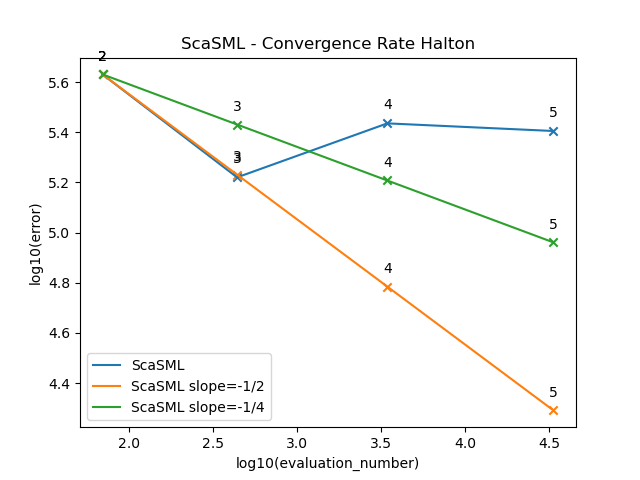 ScaSML - Convergence Rate Halton
log10(error)
5.6
5.4
5.2
5.0
4.8
4.6
4.4
2
3
3
3
4
4
4
5
5
5
ScaSML
ScaSML slope=-1/2
ScaSML slope=-1/4
2.0 2.5 3.0 3.5 4.0 4.5
log10(evaluation_number)